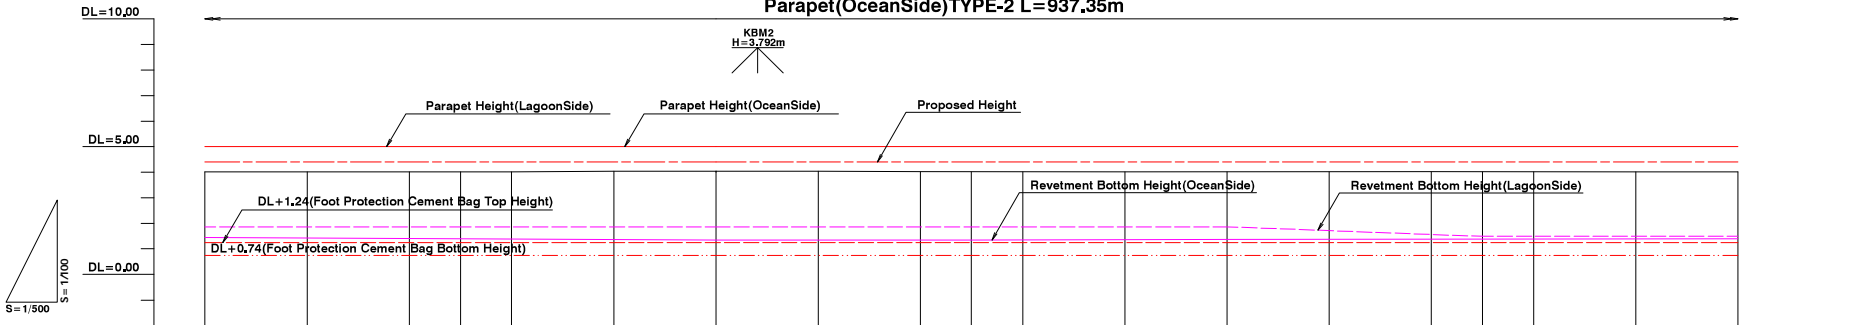 Parapet(OceanSide)TYPE-2 L=937.35m
DL=10.00
KBM2
H=3.792m
Parapet Height(LagoonSide)
Parapet Height(OceanSide)
Proposed Height
DL=5.00
Revetment Bottom Height(OceanSide)
Revetment Bottom Height(LagoonSide)
DL+1.24(Foot Protection Cement Bag Top Height)
DL+0.74(Foot Protection Cement Bag Bottom Height)
DL=0.00
S=1/100
S=1/500